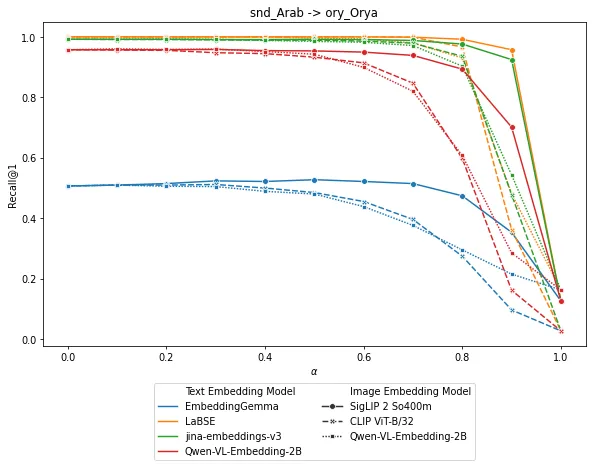 snd_Arab -> ory_Orya
1.0
0.8
0.6
0.4
0.2
0.0
Recall@1
0.0 0.2 0.4 0.6 0.8 1.0
α
Text Embedding Model
EmbeddingGemma
LaBSE
jina-embeddings-v3
Qwen-VL-Embedding-2B
Image Embedding Model
SigLIP 2 So400m
CLIP ViT-B/32
Qwen-VL-Embedding-2B